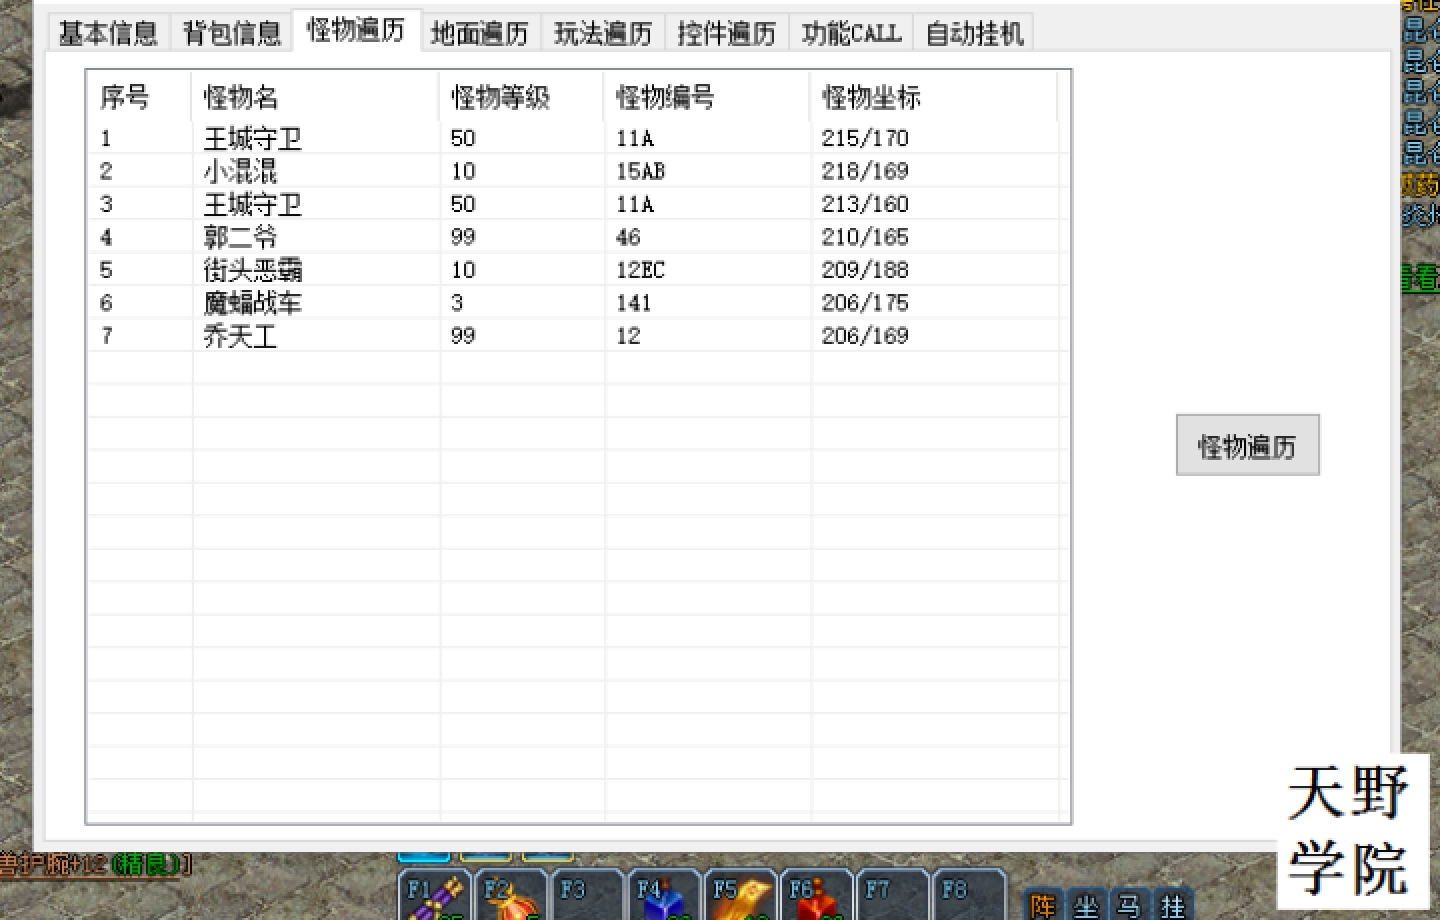 基本信息 背包信息 怪物遍历 地面遍历 玩法遍历 控件遍历 功能CALL 自动挂机
序号 怪物名 怪物等级 怪物编号 怪物坐标
1 王城守卫 50 11A 215/170
2 小混混 10 15AB 218/169
3 王城守卫 50 11A 213/160
4 郭二爷 99 46 210/165
5 街头恶霸 10 12EC 209/188
6 魔蝠战车 3 141 206/175
7 乔天工 99 12 206/169
怪物遍历
天野
学院
兽护腕+12(精良)]
F1 F2 F3 F4 F5 F6 F7 F8
阵 坐 马 挂